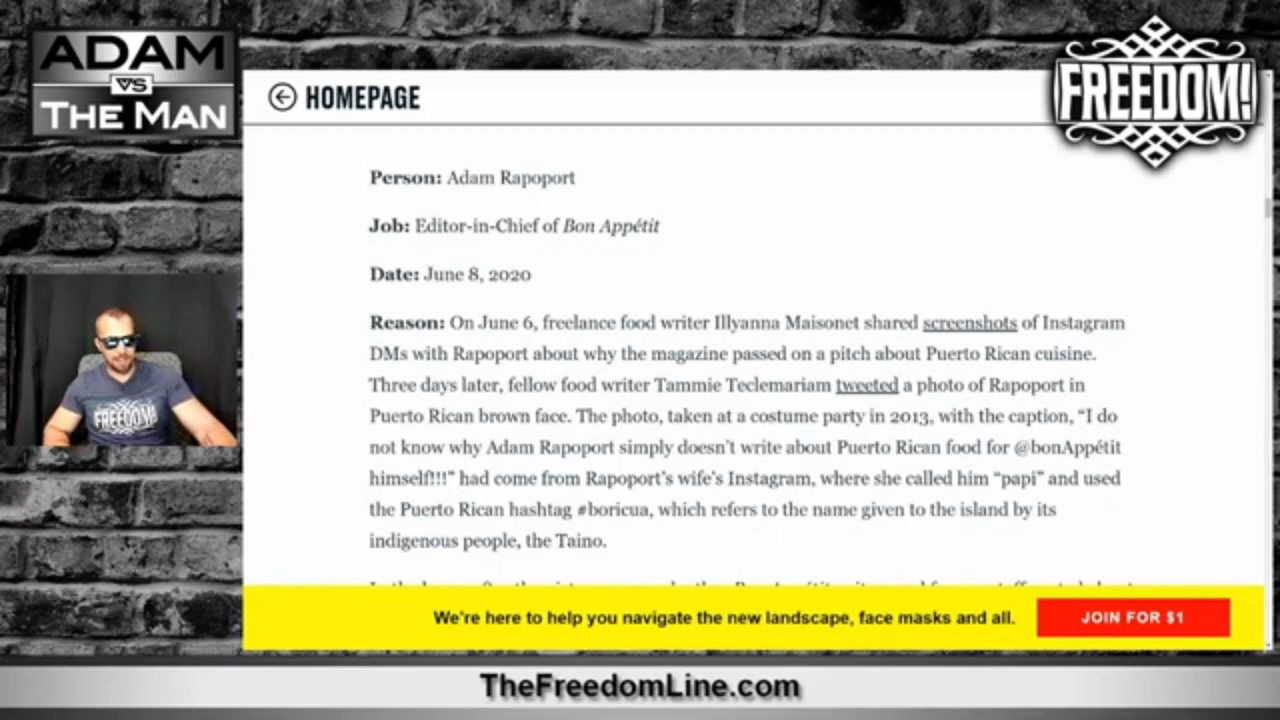 ADAM
VS
THE MAN
FREEDOM!
HOMEPAGE
Person: Adam Rapoport
Job: Editor-in-Chief of Bon Appétit
Date: June 8, 2020
Reason: On June 6, freelance food writer Illyanna Maisonet shared screenshots of Instagram
DMs with Rapoport about why the magazine passed on a pitch about Puerto Rican cuisine.
Three days later, fellow food writer Tammie Teclemariam tweeted a photo of Rapoport in
Puerto Rican brown face. The photo, taken at a costume party in 2013, with the caption, “I do
not know why Adam Rapoport simply doesn’t write about Puerto Rican food for @bonAppétit
himself!!!” had come from Rapoport’s wife’s Instagram, where she called him “papi” and used
the Puerto Rican hashtag #boricua, which refers to the name given to the island by its
indigenous people, the Taino.
FREEDOM!
We're here to help you navigate the new landscape, face masks and all.
JOIN FOR $1
TheFreedomLine.com